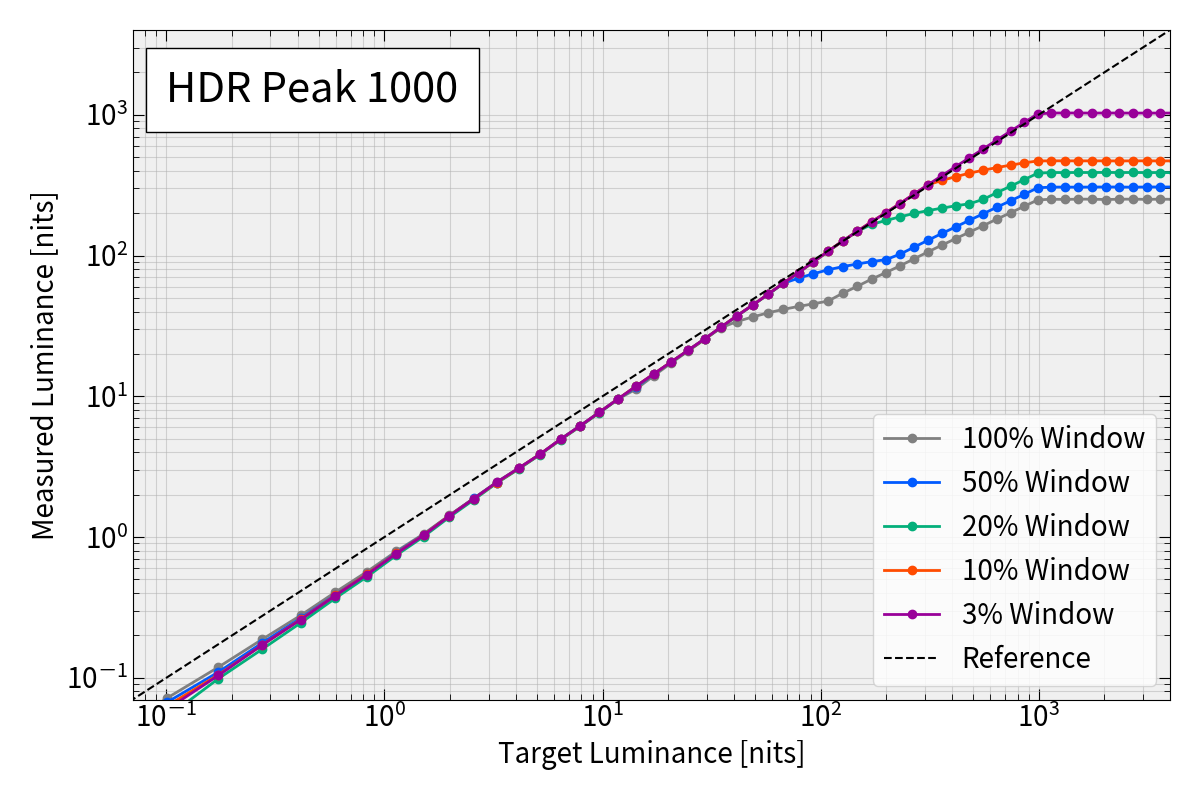 HDR Peak 1000
Measured Luminance [nits]
10³
10²
10¹
10⁰
10⁻¹
100% Window
50% Window
20% Window
10% Window
3% Window
Reference
10⁻¹ 10⁰ 10¹ 10² 10³
Target Luminance [nits]